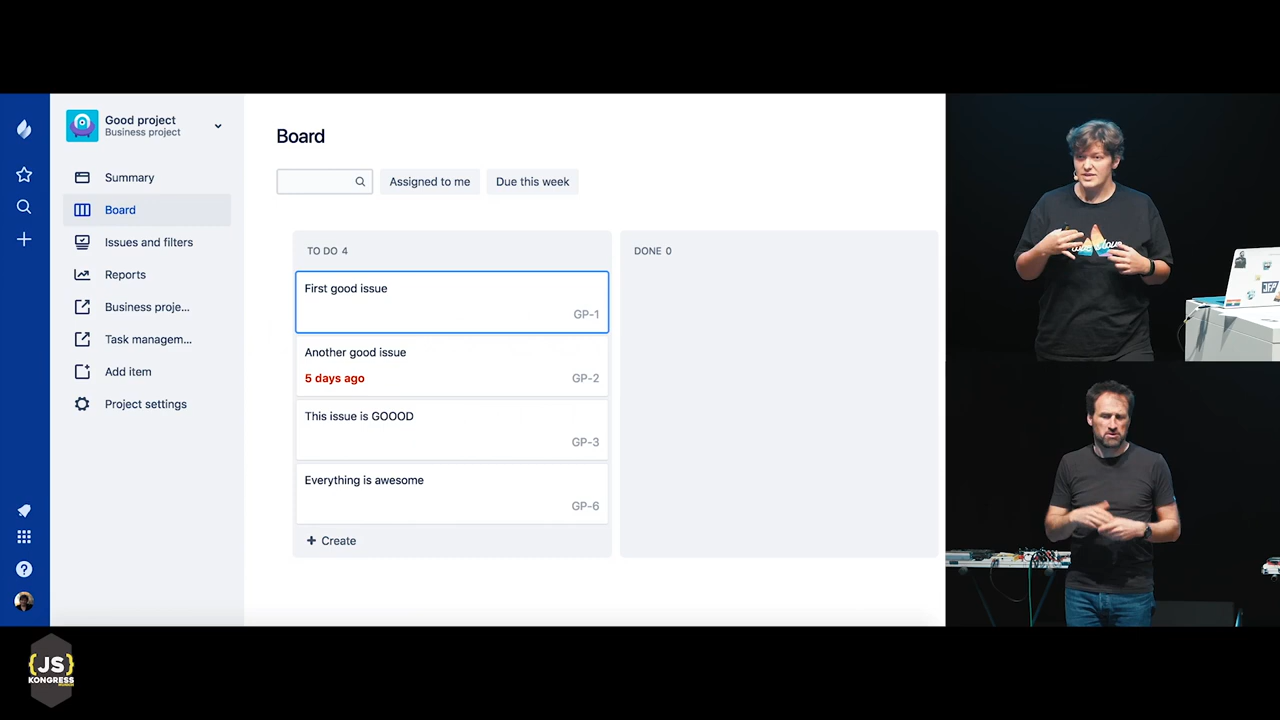 Good project
Business project
Summary
Board
Issues and filters
Reports
Business proje...
Task managem...
Add item
Project settings
Board
Assigned to me
Due this week
TO DO 4
First good issue
GP-1
Another good issue
5 days ago
GP-2
This issue is GOOOD
GP-3
Everything is awesome
GP-6
+ Create
DONE 0
{JS}
KONGRESS